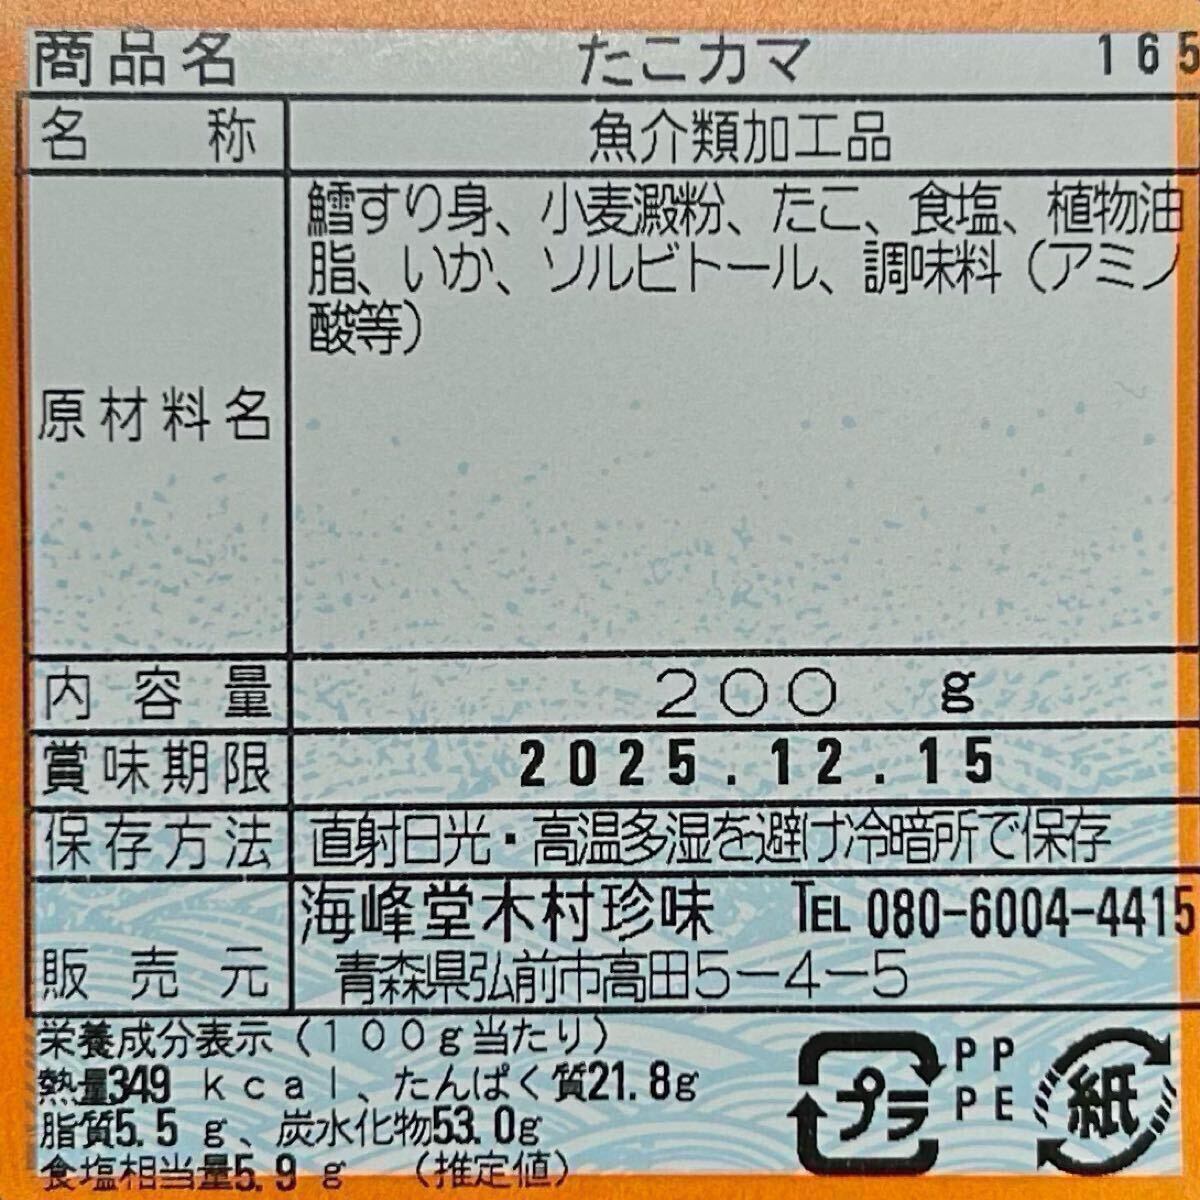 商品名 たこカマ 165
名称 魚介類加工品
原材料名 鱈すり身、小麦澱粉、たこ、食塩、植物油
脂、いか、ソルビトール、調味料（アミノ
酸等）
内容量 200 g
賞味期限 2025.12.15
保存方法 直射日光・高温多湿を避け冷暗所で保存
販売元 海峰堂木村珍味 TEL 080-6004-4415
青森県弘前市高田5-4-5
栄養成分表示（100g当たり）
熱量349 kcal、たんぱく質21.8g
脂質5.5 g、炭水化物53.0g
食塩相当量5.9 g （推定値）
プラ PP
PE
紙